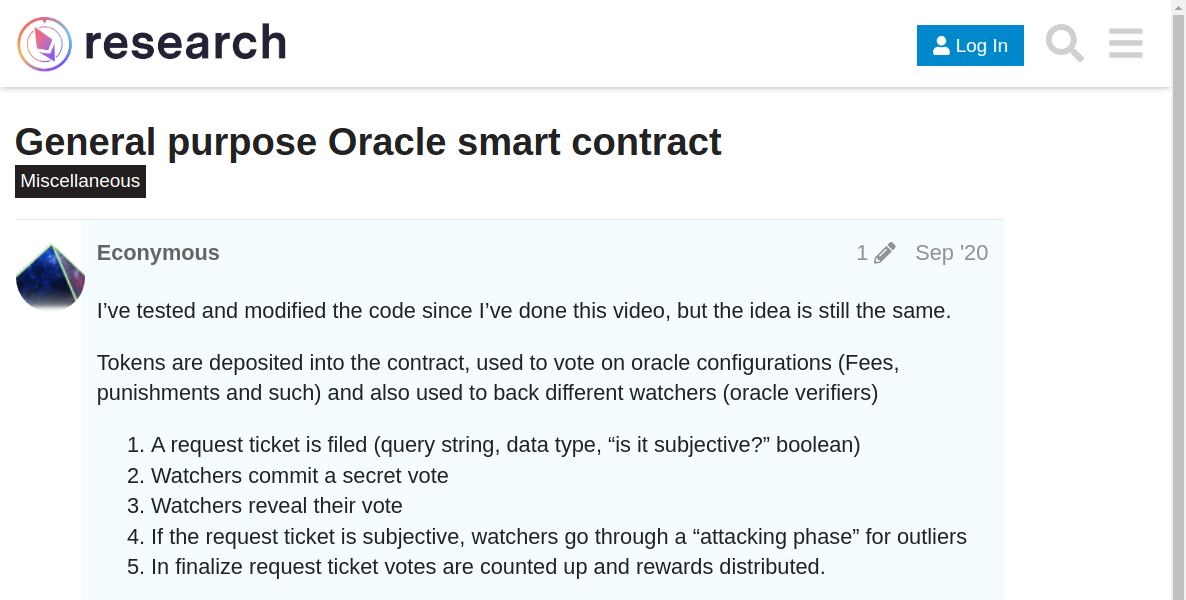 research
Log In
General purpose Oracle smart contract
Miscellaneous
Econymous
1
Sep '20
I’ve tested and modified the code since I’ve done this video, but the idea is still the same.
Tokens are deposited into the contract, used to vote on oracle configurations (Fees,
punishments and such) and also used to back different watchers (oracle verifiers)
1. A request ticket is filed (query string, data type, “is it subjective?” boolean)
2. Watchers commit a secret vote
3. Watchers reveal their vote
4. If the request ticket is subjective, watchers go through a “attacking phase” for outliers
5. In finalize request ticket votes are counted up and rewards distributed.